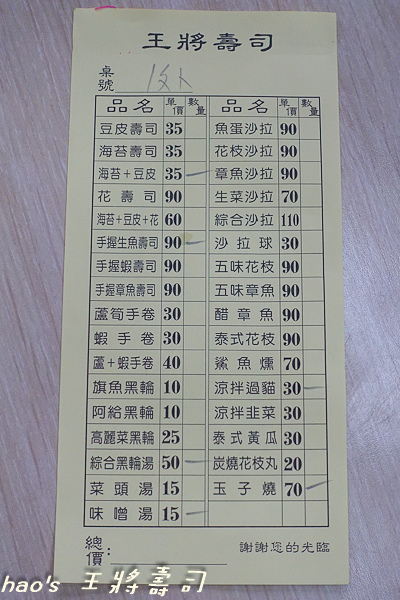 王將壽司
桌號 外
品名 單價 數量 品名 單價 數量
豆皮壽司 35 魚蛋沙拉 90
海苔壽司 35 花枝沙拉 90
海苔+豆皮 35 一 章魚沙拉 90
花壽司 90 生菜沙拉 70
海苔+豆皮+花 60 綜合沙拉 110
手握生魚壽司 90 一 沙拉球 30
手握蝦壽司 90 五味花枝 90
手握章魚壽司 90 五味章魚 90
蘆筍手卷 30 醋章魚 90
蝦手卷 30 泰式花枝 90
蘆+蝦手卷 40 鯊魚燻 70
旗魚黑輪 10 涼拌過貓 30 一
阿給黑輪 10 涼拌韭菜 30
高麗菜黑輪 25 泰式黃瓜 30
綜合黑輪湯 50 一 炭燒花枝丸 20
菜頭湯 15 玉子燒 70 一
味噌湯 15 一
總價: 謝謝您的光臨
hao's 王將壽司